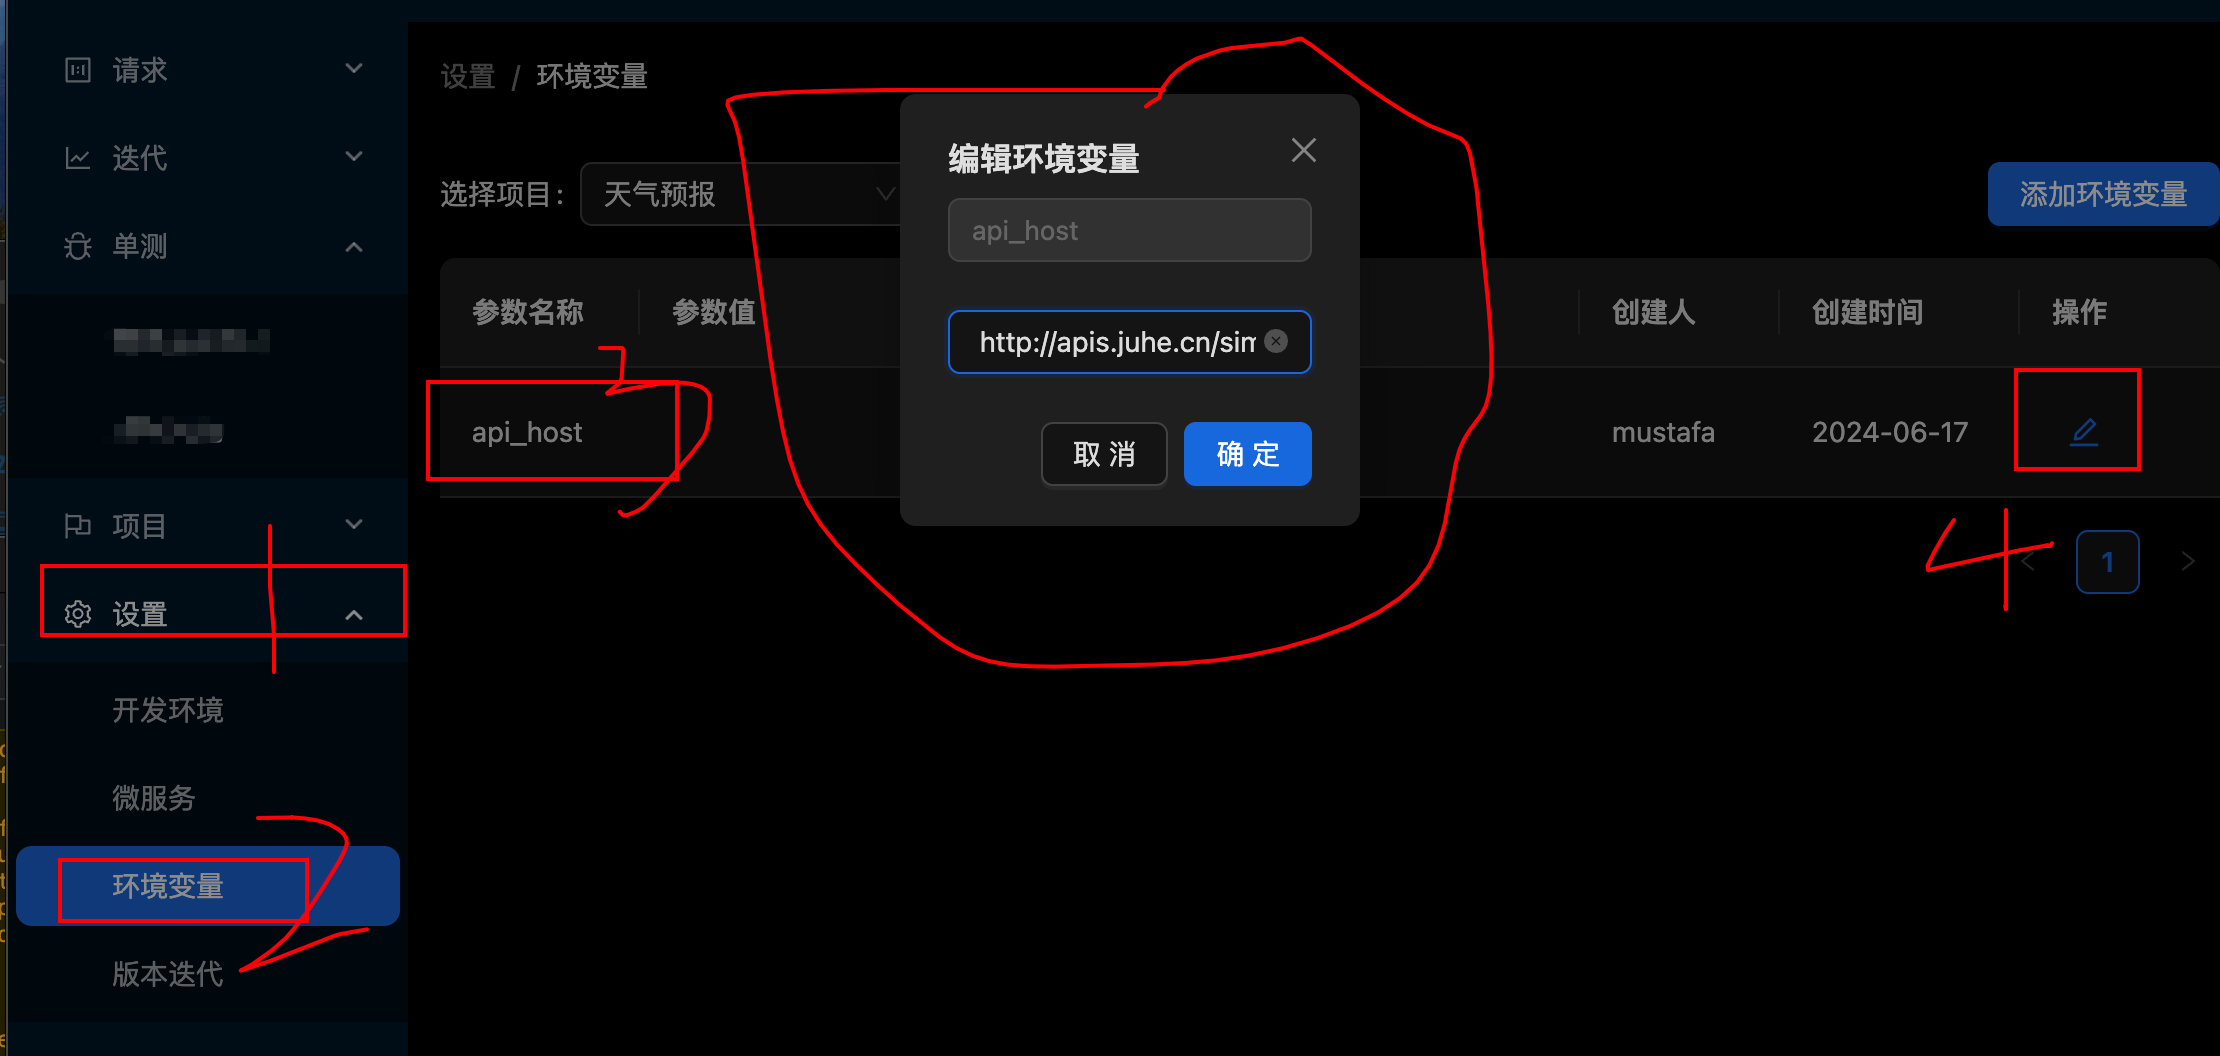 请求
迭代
单测
项目
设置
开发环境
微服务
环境变量
版本迭代
设置 / 环境变量
选择项目： 天气预报
添加环境变量
参数名称 参数值 创建人 创建时间 操作
api_host mustafa 2024-06-17
1
编辑环境变量
api_host
http://apis.juhe.cn/sim
取 消 确 定
1
2
3
4